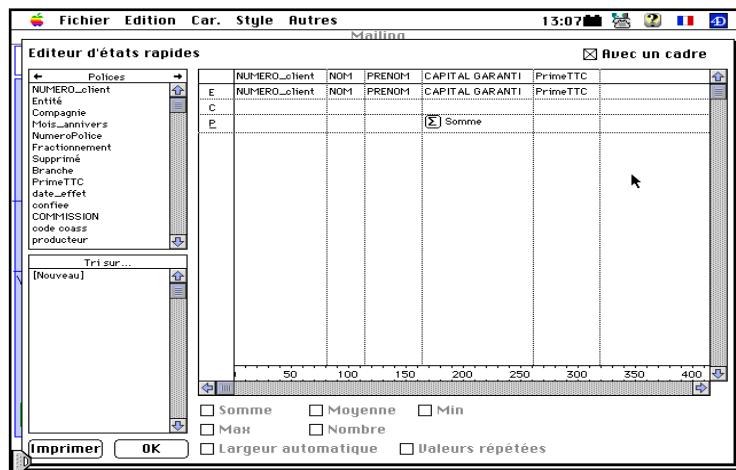 Fichier Edition Car. Style Autres 13:07
Mailing
Editeur d'états rapides
Avec un cadre
Polices
NUMERO_client
Entité
Compagnie
Mois_annivers
NumeroPolice
Fractionnement
Supprimé
Branche
PrimeTTC
date_effet
confiee
COMMISSION
code coass
producteur
Tri sur...
[Nouveau]
NUMERO_client NOM PRENOM CAPITAL GARANTI PrimeTTC
E NUMERO_client NOM PRENOM CAPITAL GARANTI PrimeTTC
C
P Σ Somme
50 100 150 200 250 300 350 400
Somme Moyenne Min
Max Nombre
Largeur automatique Valeurs répétées
Imprimer OK